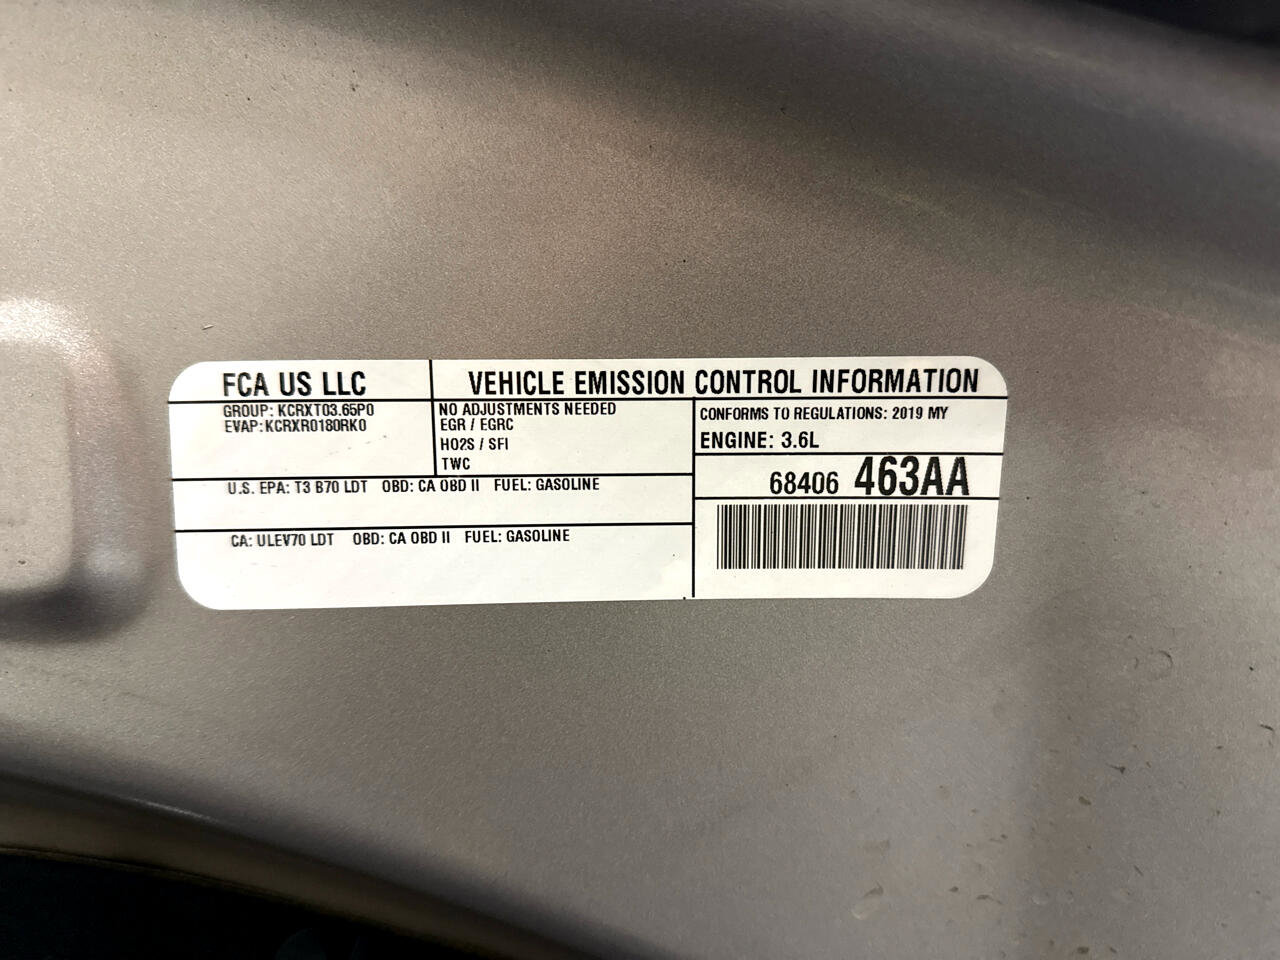 FCA US LLC
VEHICLE EMISSION CONTROL INFORMATION
GROUP: KCRXT03.65P0
EVAP: KCRXR0180RK0
NO ADJUSTMENTS NEEDED
EGR / EGRC
HO2S / SFI
TWC
CONFORMS TO REGULATIONS: 2019 MY
ENGINE: 3.6L
68406 463AA
U.S. EPA: T3 B70 LDT OBD: CA OBD II FUEL: GASOLINE
CA: ULEV70 LDT OBD: CA OBD II FUEL: GASOLINE